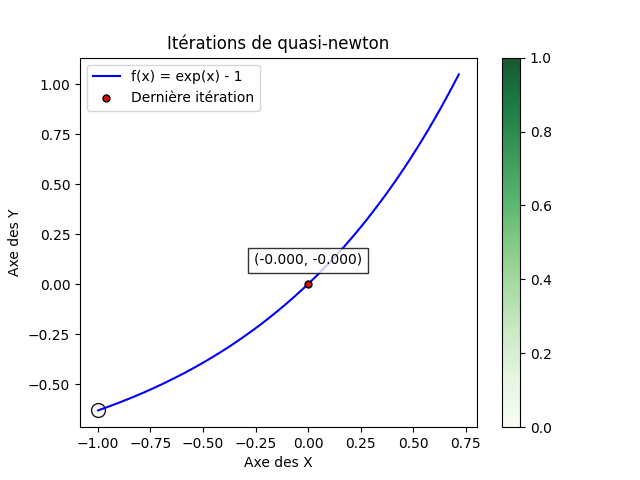 Itérations de quasi-newton
f(x) = exp(x) - 1
Dernière itération
(-0.000, -0.000)
Axe des Y
1.00
0.75
0.50
0.25
0.00
−0.25
−0.50
−1.00 −0.75 −0.50 −0.25 0.00 0.25 0.50 0.75
Axe des X
1.0
0.8
0.6
0.4
0.2
0.0